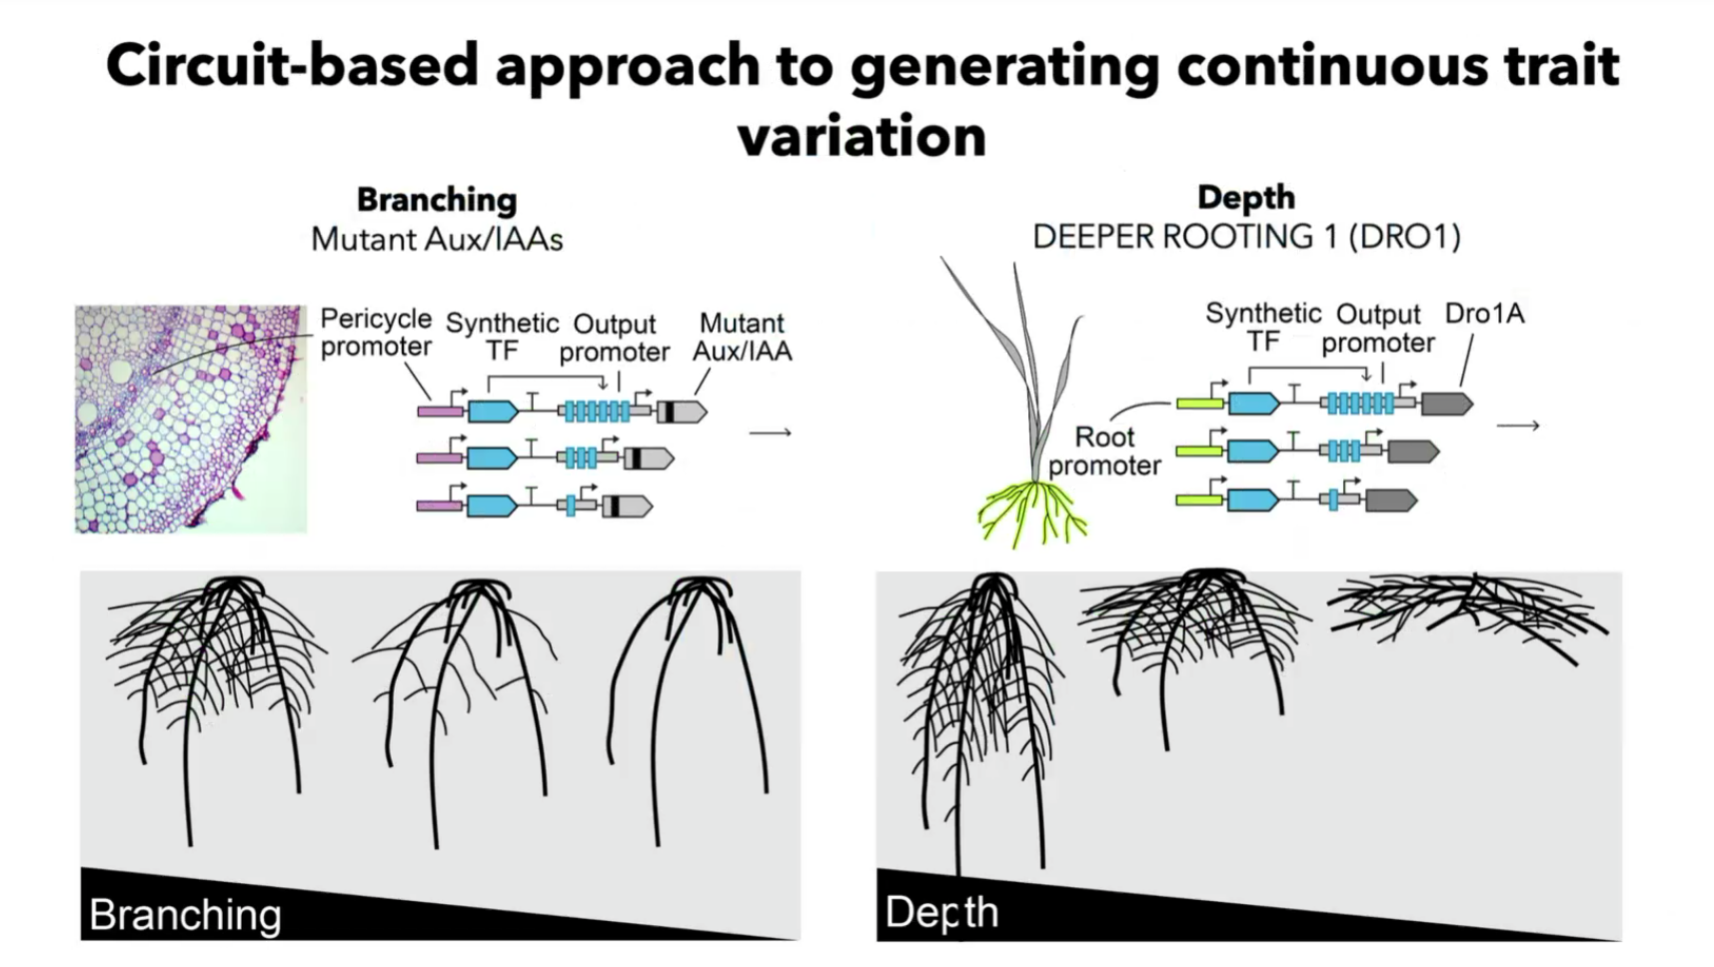 Circuit-based approach to generating continuous trait
variation
Branching
Mutant Aux/IAAs
Pericycle
promoter
Synthetic
TF
Output
promoter
Mutant
Aux/IAA
Branching
Depth
DEEPER ROOTING 1 (DRO1)
Root
promoter
Synthetic
TF
Output
promoter
Dro1A
Depth